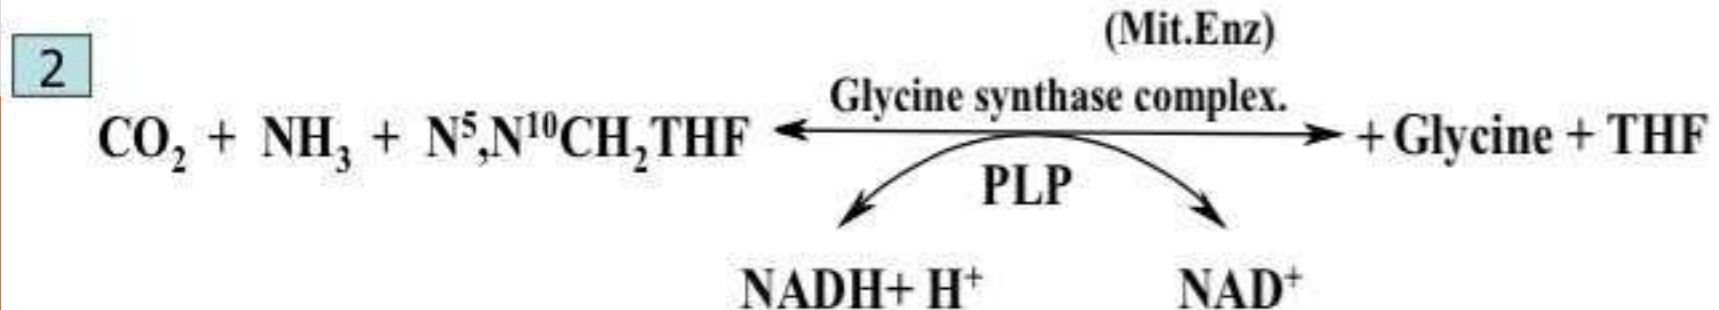 (Mit.Enz)
2
Glycine synthase complex.
CO₂ + NH₃ + N⁵,N¹⁰CH₂THF + Glycine + THF
PLP
NADH+ H⁺ NAD⁺